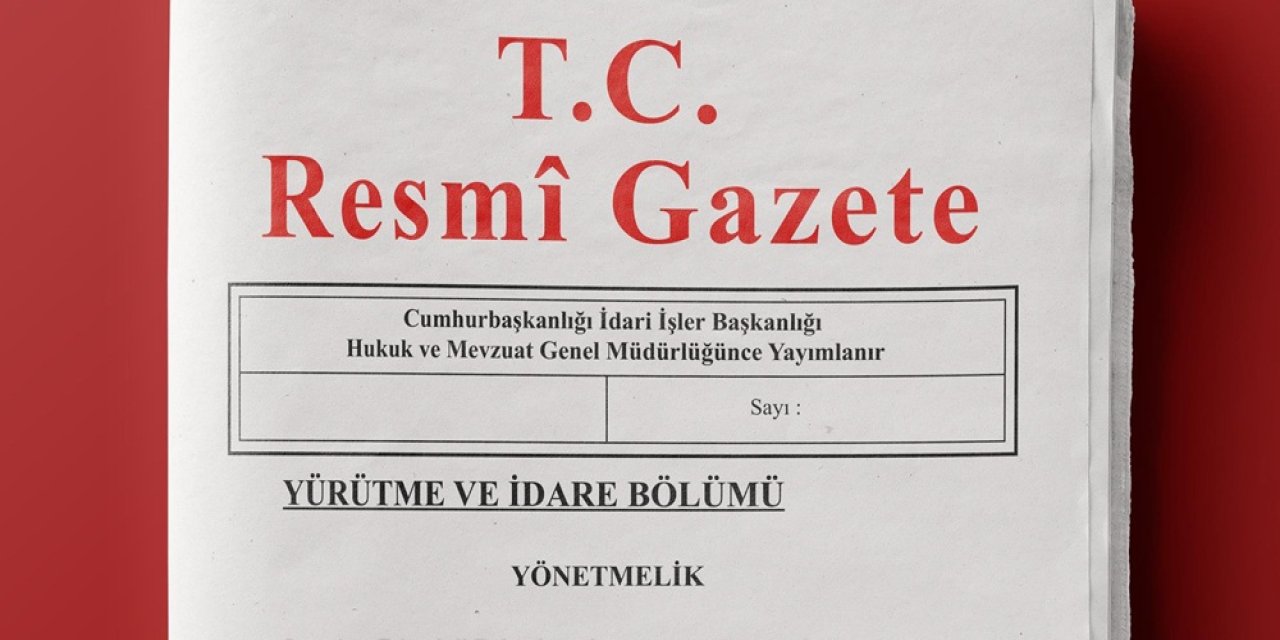 T.C.
Resmî Gazete
Cumhurbaşkanlığı İdari İşler Başkanlığı
Hukuk ve Mevzuat Genel Müdürlüğünce Yayımlanır
Sayı :
YÜRÜTME VE İDARE BÖLÜMÜ
YÖNETMELİK